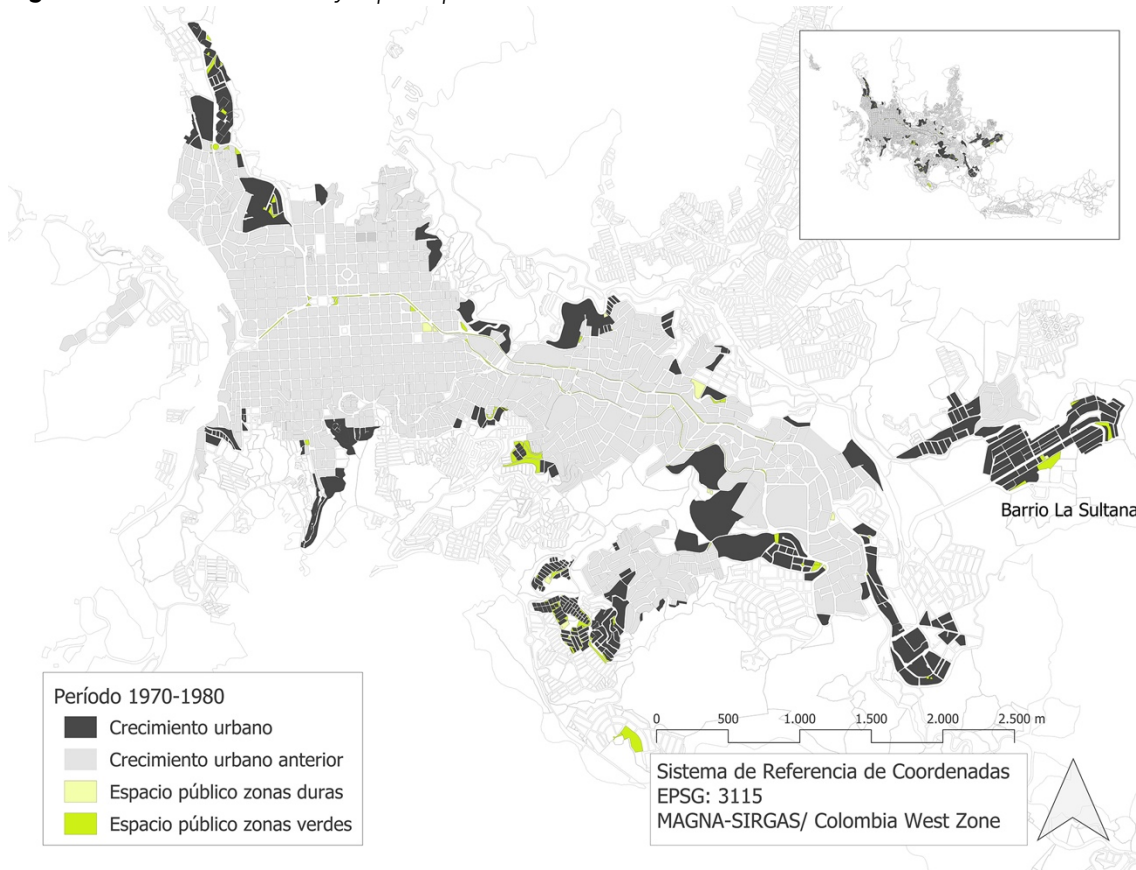 Barrio La Sultana
Período 1970-1980
Crecimiento urbano
Crecimiento urbano anterior
Espacio público zonas duras
Espacio público zonas verdes
0 500 1.000 1.500 2.000 2.500 m
Sistema de Referencia de Coordenadas
EPSG: 3115
MAGNA-SIRGAS/ Colombia West Zone